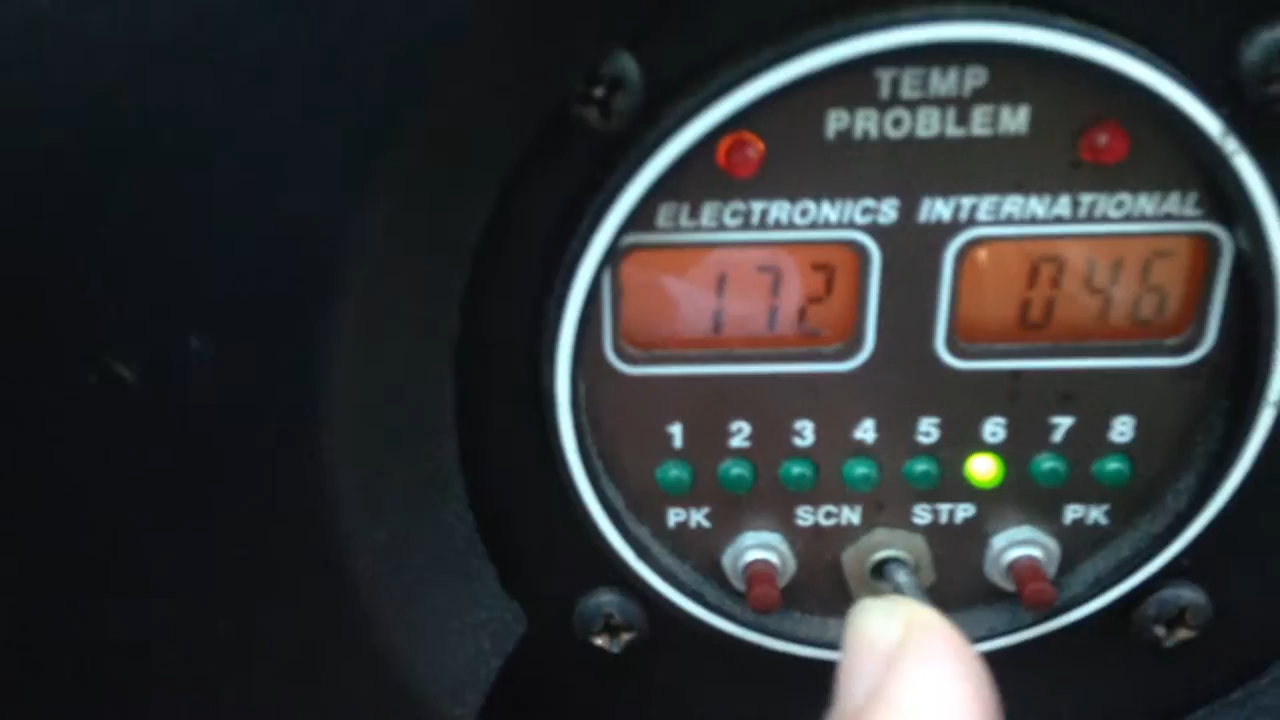 TEMP
PROBLEM
ELECTRONICS INTERNATIONAL
172 046
1 2 3 4 5 6 7 8
PK SCN STP PK